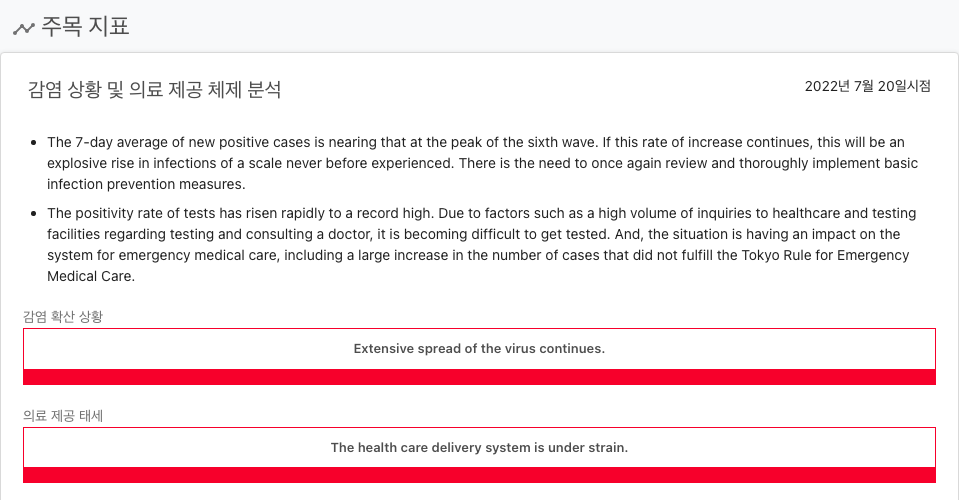 주목 지표
감염 상황 및 의료 제공 체제 분석
2022년 7월 20일시점
The 7-day average of new positive cases is nearing that at the peak of the sixth wave. If this rate of increase continues, this will be an
explosive rise in infections of a scale never before experienced. There is the need to once again review and thoroughly implement basic
infection prevention measures.
The positivity rate of tests has risen rapidly to a record high. Due to factors such as a high volume of inquiries to healthcare and testing
facilities regarding testing and consulting a doctor, it is becoming difficult to get tested. And, the situation is having an impact on the
system for emergency medical care, including a large increase in the number of cases that did not fulfill the Tokyo Rule for Emergency
Medical Care.
감염 확산 상황
Extensive spread of the virus continues.
의료 제공 태세
The health care delivery system is under strain.